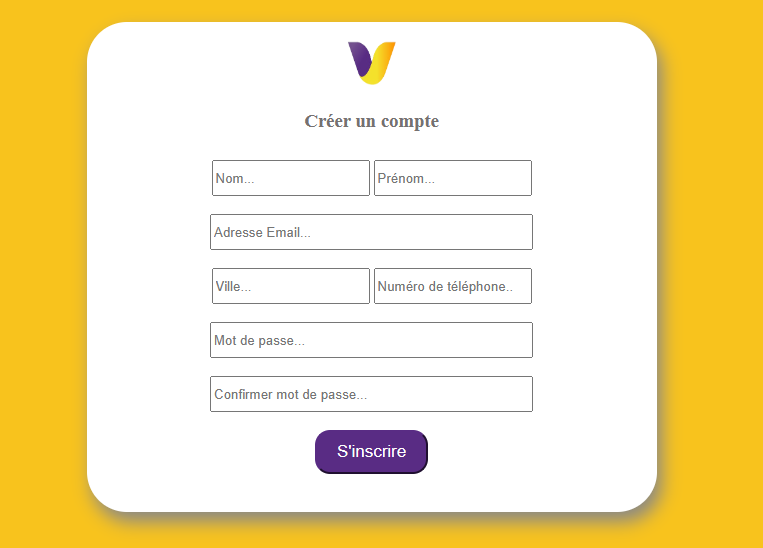 Créer un compte
Nom... Prénom...
Adresse Email...
Ville... Numéro de téléphone..
Mot de passe...
Confirmer mot de passe...
S'inscrire